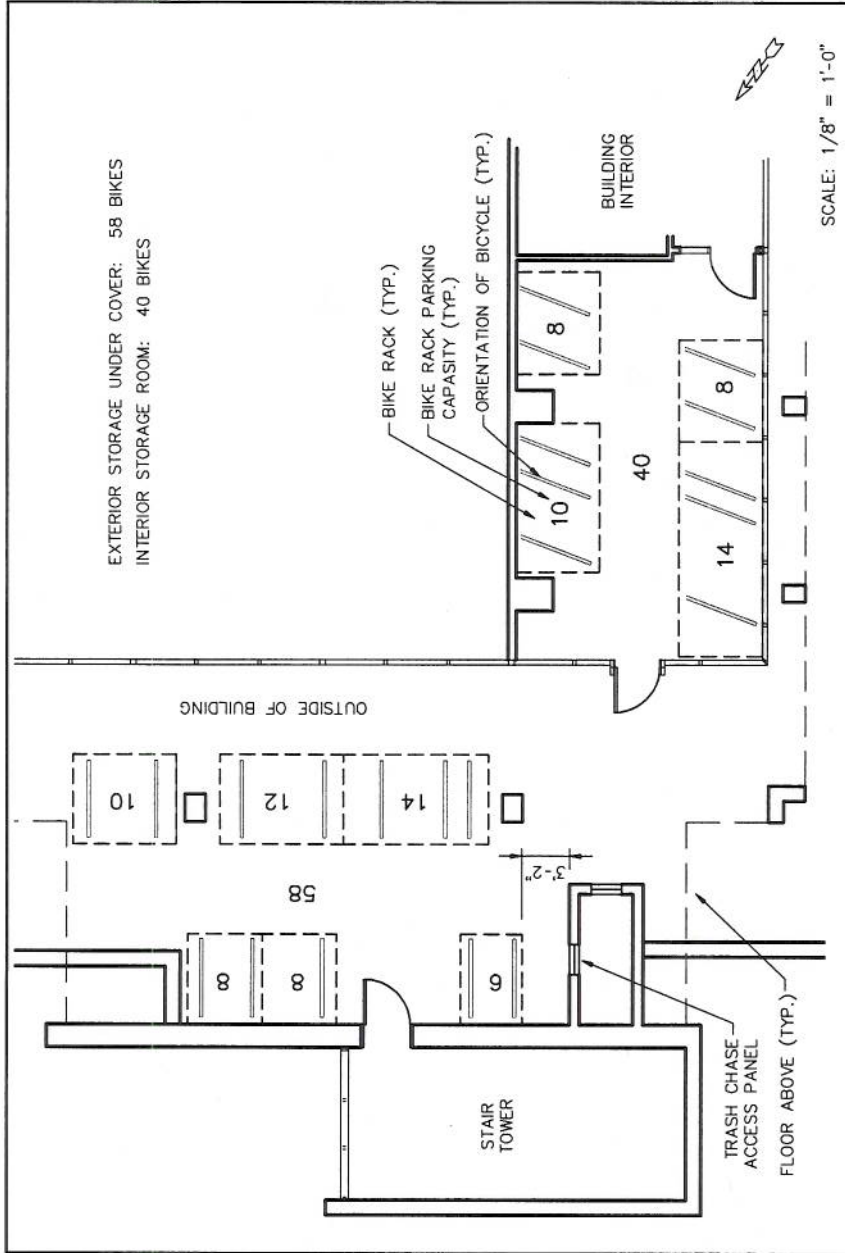 EXTERIOR STORAGE UNDER COVER: 58 BIKES
INTERIOR STORAGE ROOM: 40 BIKES
BIKE RACK (TYP.)
BIKE RACK PARKING
CAPASITY (TYP.)
ORIENTATION OF BICYCLE (TYP.)
OUTSIDE OF BUILDING
10
12
14
58
8
8
6
3'-2"
10
8
40
14
8
BUILDING
INTERIOR
STAIR
TOWER
TRASH CHASE
ACCESS PANEL
FLOOR ABOVE (TYP.)
SCALE: 1/8" = 1'-0"